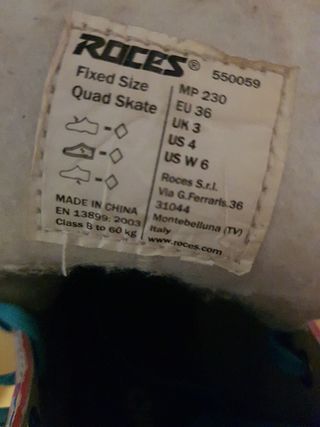 ROCES® 550059
Fixed Size
Quad Skate
MADE IN CHINA
EN 13899: 2003
Class B to 60 kg
MP 230
EU 36
UK 3
US 4
US W 6
Roces S.r.l.
Via G.Ferraris.36
31044
Montebelluna (TV)
Italy
www.roces.com